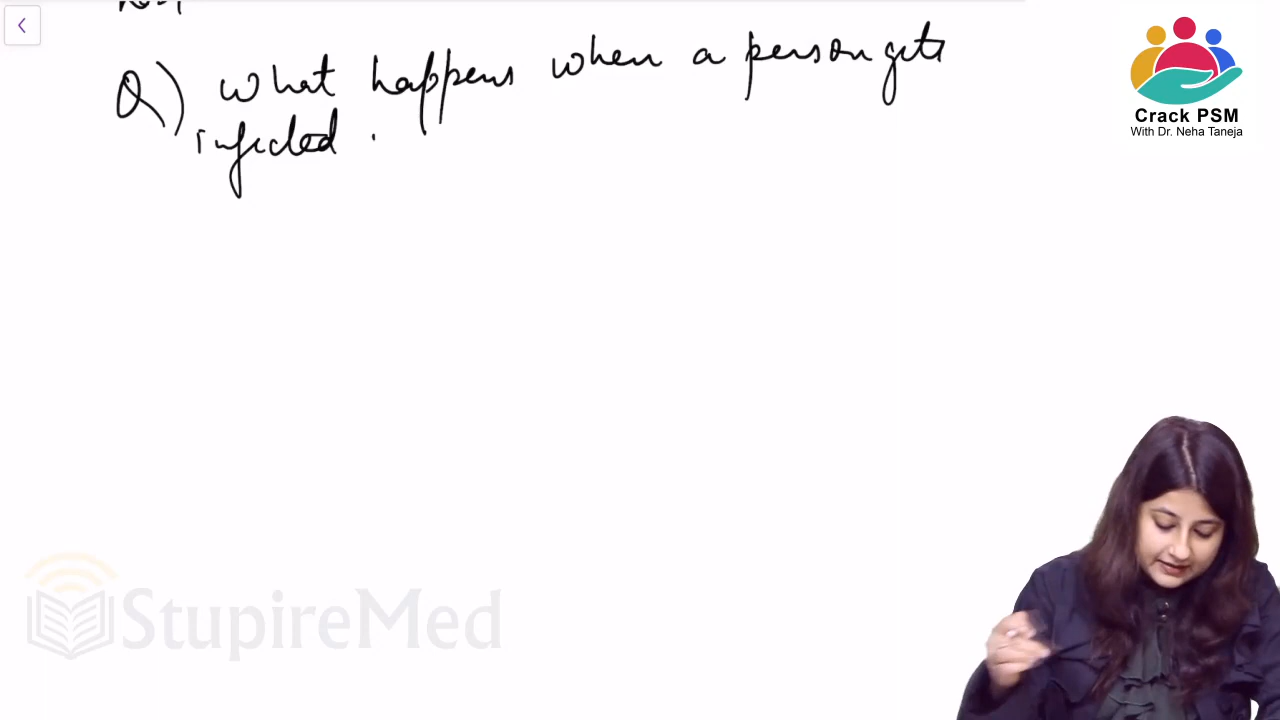 Q) what happens when a person gets
infected .
Crack PSM
With Dr. Neha Taneja
StupireMed